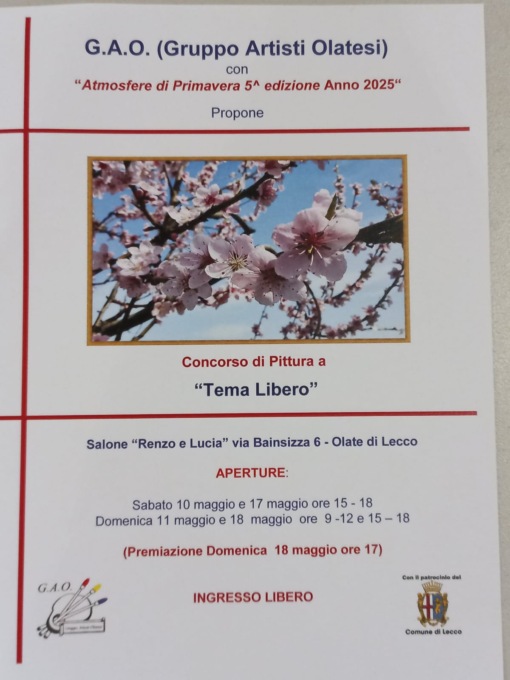 G.A.O. (Gruppo Artisti Olatesi)
con
“Atmosfere di Primavera 5^ edizione Anno 2025“
Propone
Concorso di Pittura a
“Tema Libero”
Salone “Renzo e Lucia” via Bainsizza 6 - Olate di Lecco
APERTURE:
Sabato 10 maggio e 17 maggio ore 15 - 18
Domenica 11 maggio e 18 maggio ore 9 -12 e 15 – 18
(Premiazione Domenica 18 maggio ore 17)
INGRESSO LIBERO
G.A.O.
Con il patrocinio del
Comune di Lecco